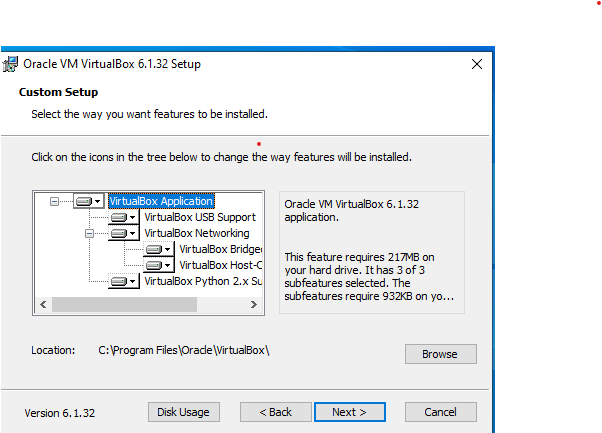 Oracle VM VirtualBox 6.1.32 Setup
Custom Setup
Select the way you want features to be installed.
Click on the icons in the tree below to change the way features will be installed.
VirtualBox Application
VirtualBox USB Support
VirtualBox Networking
VirtualBox Bridge
VirtualBox Host-C
VirtualBox Python 2.x Su
Oracle VM VirtualBox 6.1.32
application.
This feature requires 217MB on
your hard drive. It has 3 of 3
subfeatures selected. The
subfeatures require 932KB on yo...
Location: C:\Program Files\Oracle\VirtualBox\
Browse
Version 6.1.32
Disk Usage
< Back
Next >
Cancel